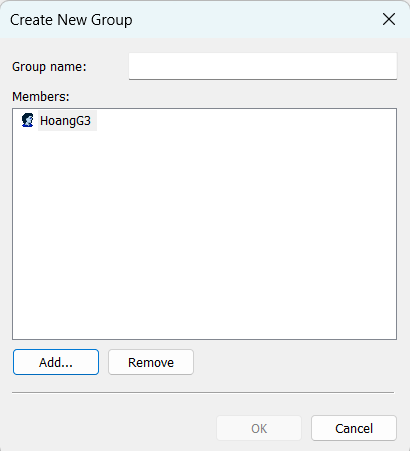 Create New Group
Group name:
Members:
HoangG3
Add...
Remove
OK
Cancel